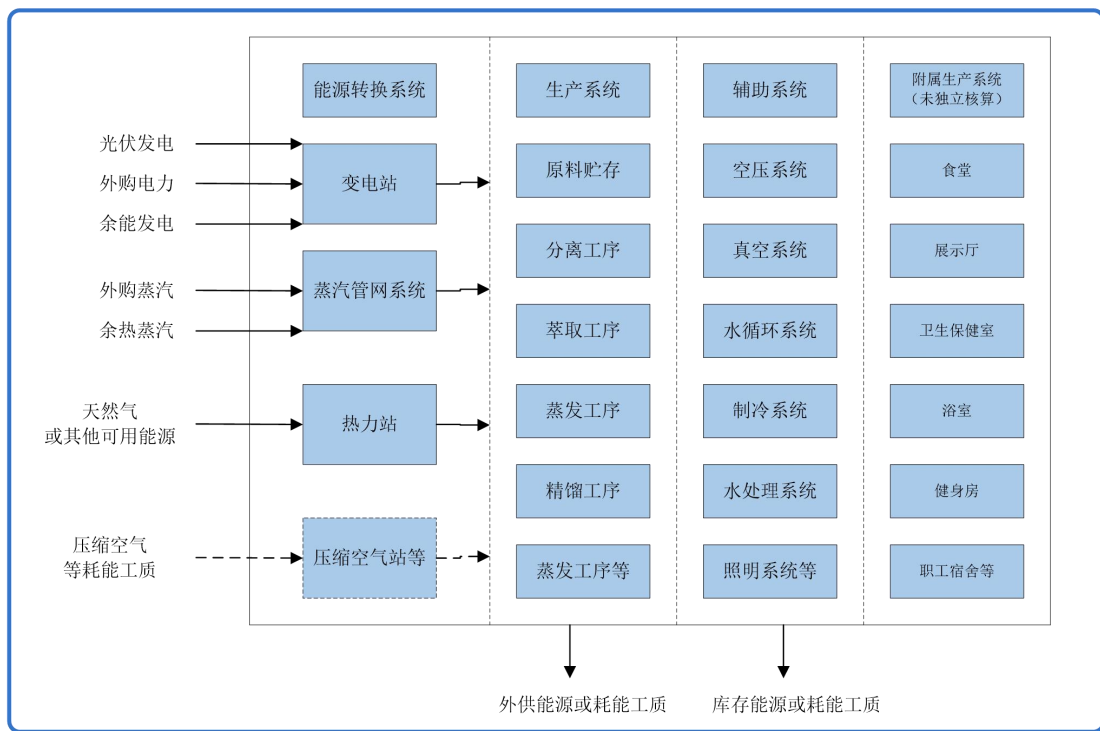 能源转换系统
生产系统
辅助系统
附属生产系统
（未独立核算）
光伏发电
外购电力
余能发电
变电站
原料贮存
空压系统
食堂
分离工序
真空系统
展示厅
外购蒸汽
余热蒸汽
蒸汽管网系统
萃取工序
水循环系统
卫生保健室
天然气
或其他可用能源
热力站
蒸发工序
制冷系统
浴室
精馏工序
水处理系统
健身房
压缩空气
等耗能工质
压缩空气站等
蒸发工序等
照明系统等
职工宿舍等
外供能源或耗能工质
库存能源或耗能工质